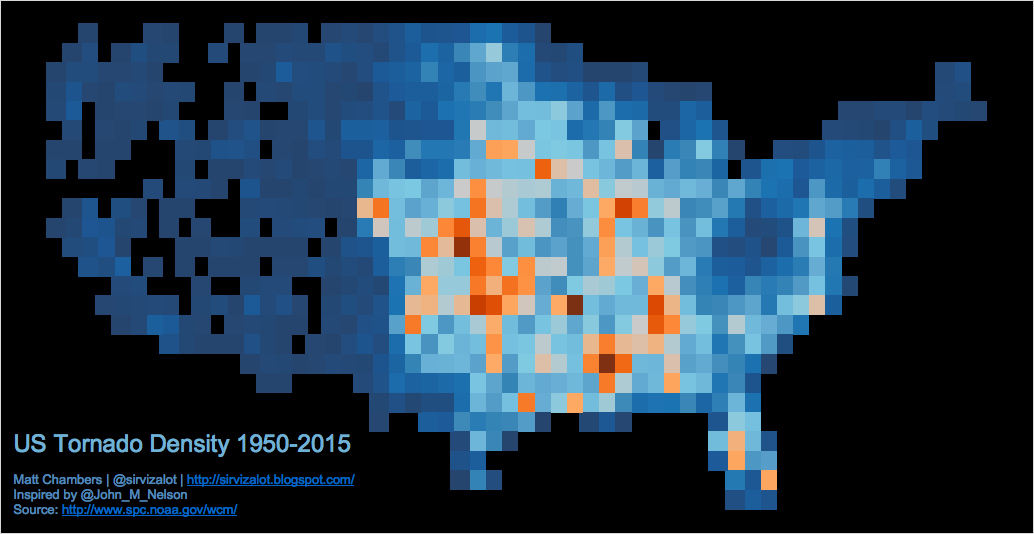 US Tornado Density 1950-2015
Matt Chambers | @sirvizalot | http://sirvizalot.blogspot.com/
Inspired by @John_M_Nelson
Source: http://www.spc.noaa.gov/wcm/